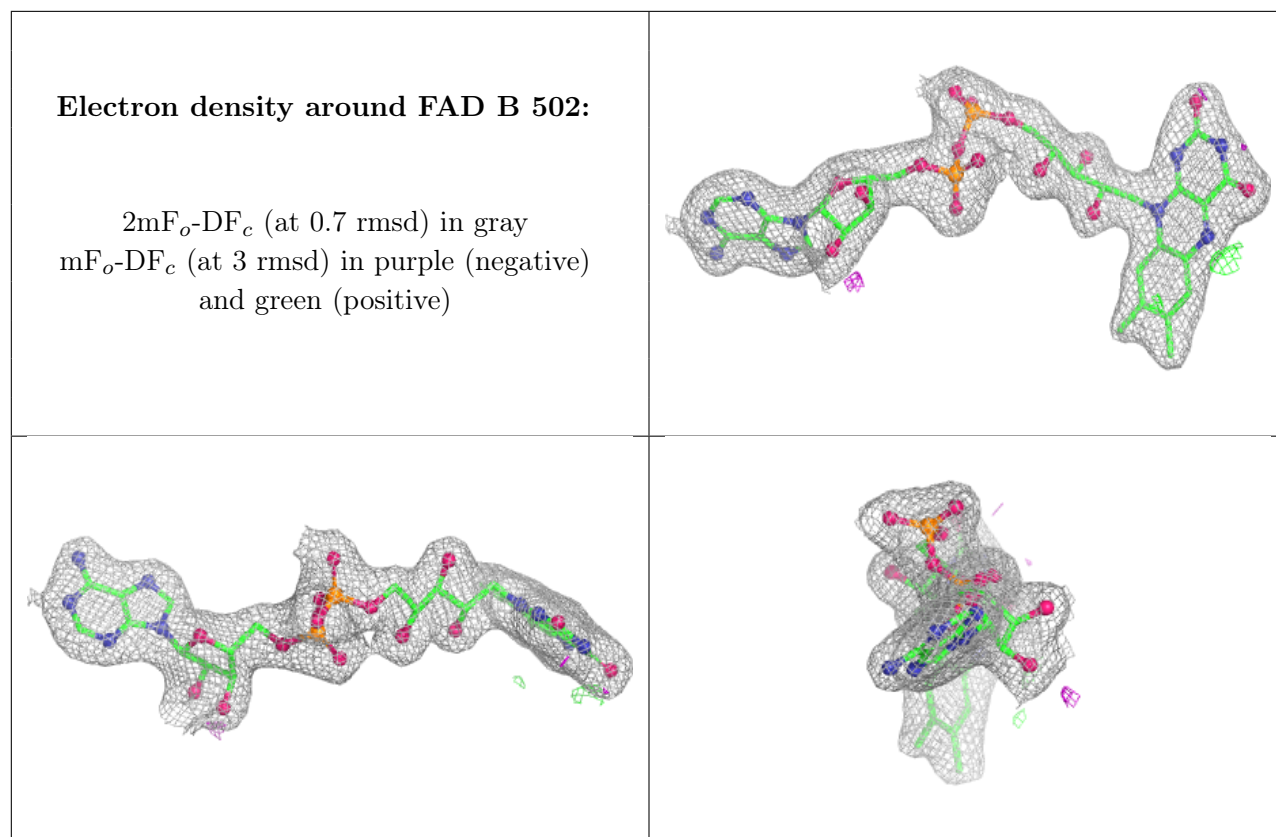 Electron density around FAD B 502:
2mFo-DFc (at 0.7 rmsd) in gray
mFo-DFc (at 3 rmsd) in purple (negative)
and green (positive)